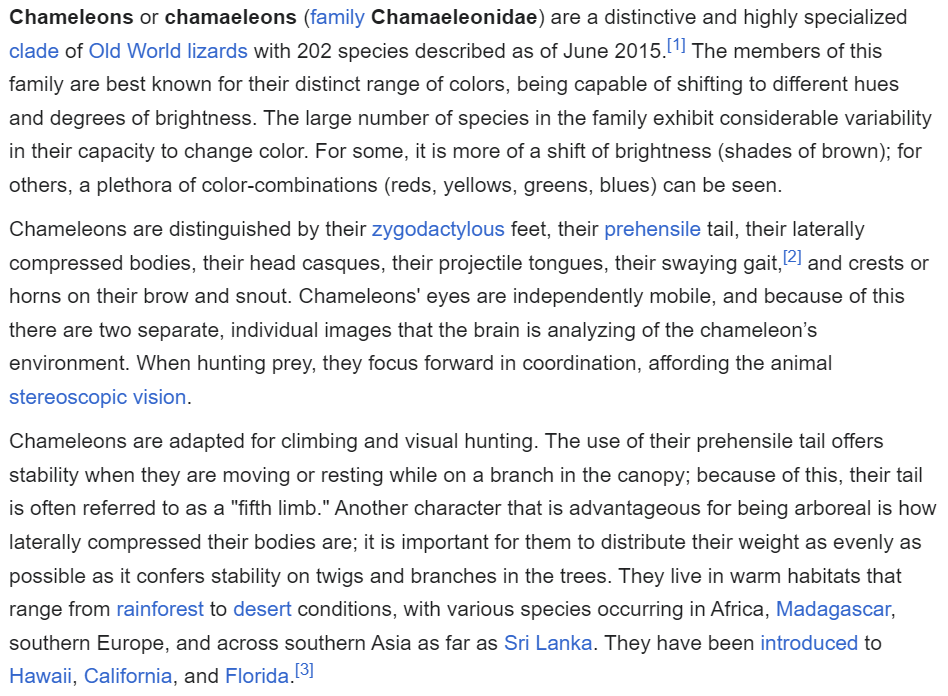 Chameleons or chamaeleons (family Chamaeleonidae) are a distinctive and highly specialized
clade of Old World lizards with 202 species described as of June 2015.[1] The members of this
family are best known for their distinct range of colors, being capable of shifting to different hues
and degrees of brightness. The large number of species in the family exhibit considerable variability
in their capacity to change color. For some, it is more of a shift of brightness (shades of brown); for
others, a plethora of color-combinations (reds, yellows, greens, blues) can be seen.
Chameleons are distinguished by their zygodactylous feet, their prehensile tail, their laterally
compressed bodies, their head casques, their projectile tongues, their swaying gait,[2] and crests or
horns on their brow and snout. Chameleons' eyes are independently mobile, and because of this
there are two separate, individual images that the brain is analyzing of the chameleon’s
environment. When hunting prey, they focus forward in coordination, affording the animal
stereoscopic vision.
Chameleons are adapted for climbing and visual hunting. The use of their prehensile tail offers
stability when they are moving or resting while on a branch in the canopy; because of this, their tail
is often referred to as a "fifth limb." Another character that is advantageous for being arboreal is how
laterally compressed their bodies are; it is important for them to distribute their weight as evenly as
possible as it confers stability on twigs and branches in the trees. They live in warm habitats that
range from rainforest to desert conditions, with various species occurring in Africa, Madagascar,
southern Europe, and across southern Asia as far as Sri Lanka. They have been introduced to
Hawaii, California, and Florida.[3]